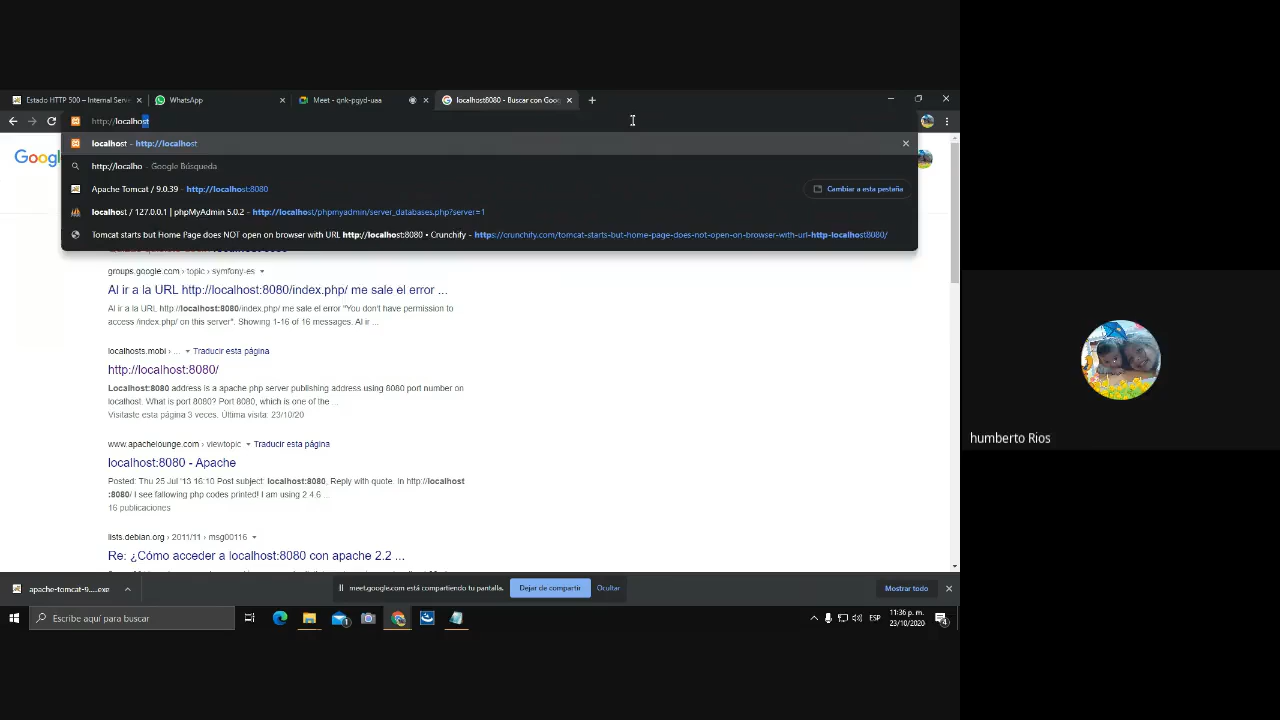 Estado HTTP 500 – Internal Serve
WhatsApp
Meet - qnk-pgyd-uaa
localhost8080 - Buscar con Goog
http://localhost
localhost - http://localhost
http://localho - Google Búsqueda
Apache Tomcat / 9.0.39 - http://localhost:8080
Cambiar a esta pestaña
localhost / 127.0.0.1 | phpMyAdmin 5.0.2 - http://localhost/phpmyadmin/server_databases.php?server=1
Tomcat starts but Home Page does NOT open on browser with URL http://localhost:8080 • Crunchify - https://crunchify.com/tomcat-starts-but-home-page-does-not-open-on-browser-with-url-http-localhost8080/
Google
groups.google.com › topic › symfony-es
Al ir a la URL http://localhost:8080/index.php/ me sale el error ...
Al ir a la URL http //localhost:8080/index.php/ me sale el error "You don't have permission to
access /index.php/ on this server". Showing 1-16 of 16 messages. Al ir ...
localhosts.mobi › ... Traducir esta página
http://localhost:8080/
Localhost:8080 address is a apache php server publishing address using 8080 port number on
localhost. What is port 8080? Port 8080, which is one of the ...
Visitaste esta página 3 veces. Última visita: 23/10/20
www.apachelounge.com › viewtopic Traducir esta página
localhost:8080 - Apache
Posted: Thu 25 Jul '13 16:10 Post subject: localhost:8080, Reply with quote. In http://localhost
:8080/ I see fallowing php codes printed! I am using 2 4 6 ...
16 publicaciones
lists.debian.org › 2011/11 › msg00116
Re: ¿Cómo acceder a localhost:8080 con apache 2.2 ...
humberto Rios
apache-tomcat-9....exe
meet.google.com está compartiendo tu pantalla.
Dejar de compartir
Ocultar
Mostrar todo
Escribe aquí para buscar
ESP
11:36 p. m.
23/10/2020
4